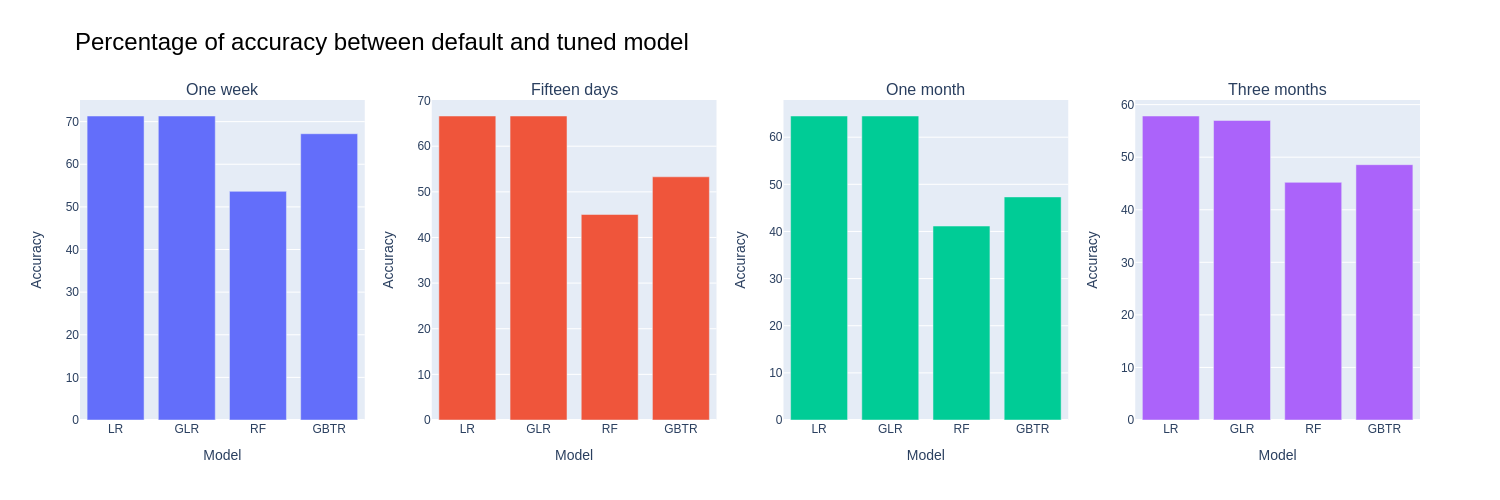 Percentage of accuracy between default and tuned model
One week
Accuracy
70
60
50
40
30
20
10
0
LR GLR RF GBTR
Model
Fifteen days
Accuracy
70
60
50
40
30
20
10
0
LR GLR RF GBTR
Model
One month
Accuracy
60
50
40
30
20
10
0
LR GLR RF GBTR
Model
Three months
Accuracy
60
50
40
30
20
10
0
LR GLR RF GBTR
Model